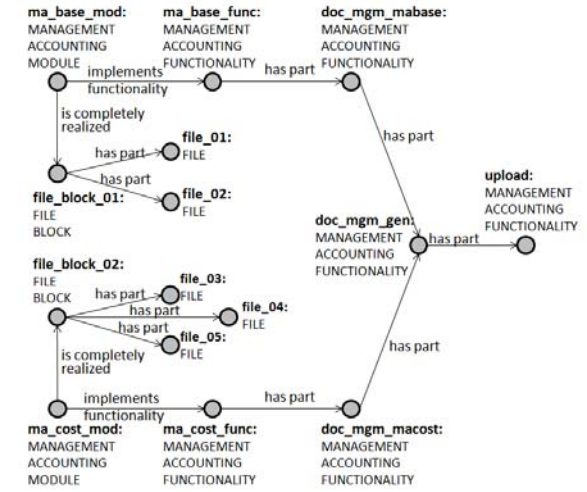 ma_base_mod:
MANAGEMENT
ACCOUNTING
MODULE
ma_base_func:
MANAGEMENT
ACCOUNTING
FUNCTIONALITY
doc_mgm_mabase:
MANAGEMENT
ACCOUNTING
FUNCTIONALITY
implements
functionality
has part
is completely
realized
has part
has part
file_01:
FILE
file_02:
FILE
file_block_01:
FILE
BLOCK
has part
upload:
MANAGEMENT
ACCOUNTING
FUNCTIONALITY
doc_mgm_gen:
MANAGEMENT
ACCOUNTING
FUNCTIONALITY
has part
file_block_02:
FILE
BLOCK
has part
has part
has part
file_03:
FILE
file_04:
FILE
file_05:
FILE
is completely
realized
has part
implements
functionality
has part
ma_cost_mod:
MANAGEMENT
ACCOUNTING
MODULE
ma_cost_func:
MANAGEMENT
ACCOUNTING
FUNCTIONALITY
doc_mgm_macost:
MANAGEMENT
ACCOUNTING
FUNCTIONALITY